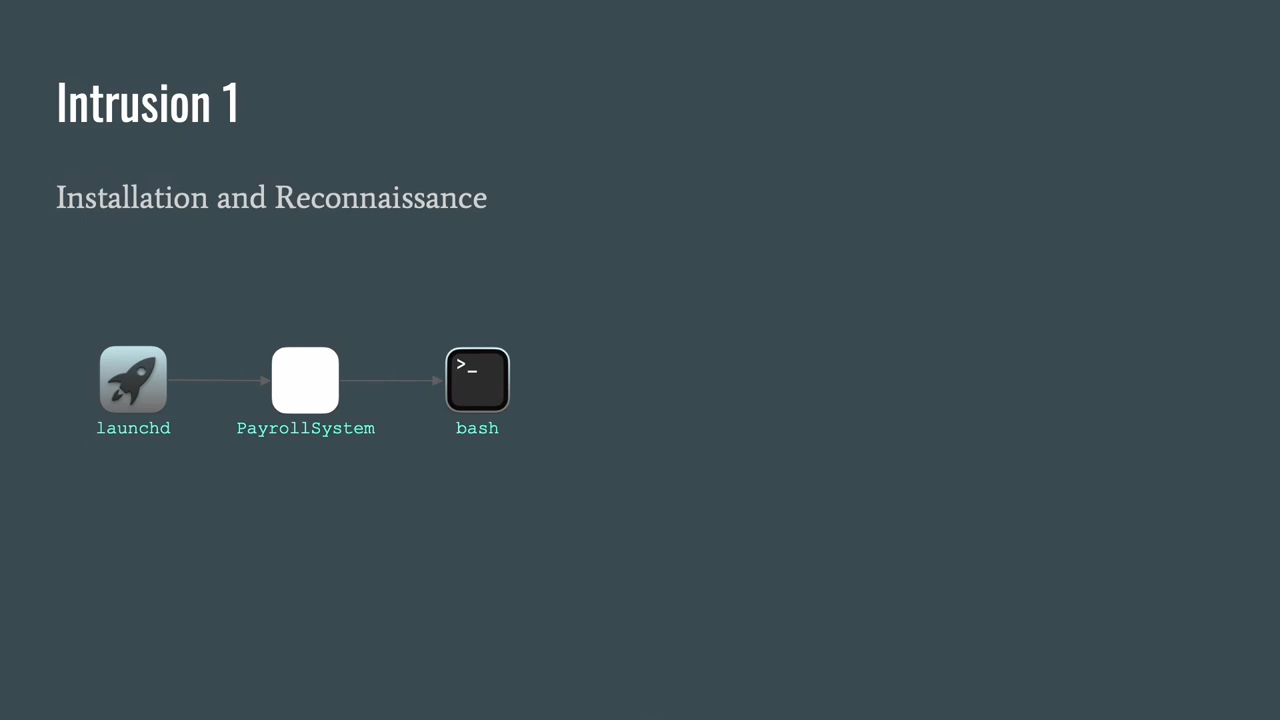 Intrusion 1
Installation and Reconnaissance
>_
launchd
PayrollSystem
bash